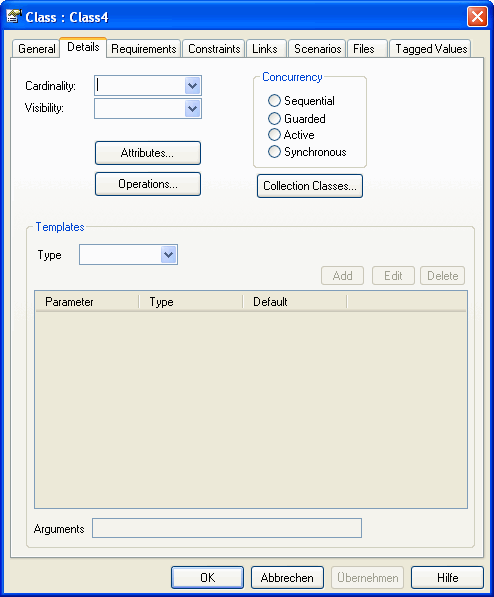 Class : Class4
General Details Requirements Constraints Links Scenarios Files Tagged Values
Cardinality:
Visibility:
Concurrency
Sequential
Guarded
Active
Synchronous
Attributes...
Operations...
Collection Classes...
Templates
Type
Add Edit Delete
Parameter Type Default
Arguments
OK Abbrechen Übernehmen Hilfe